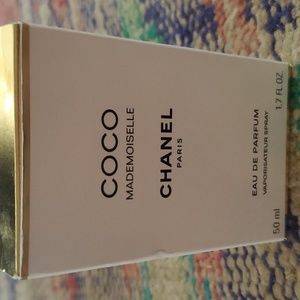 COCO
MADEMOISELLE
CHANEL
PARIS
EAU DE PARFUM
VAPORISATEUR SPRAY
50 ml 1.7 FL. OZ.